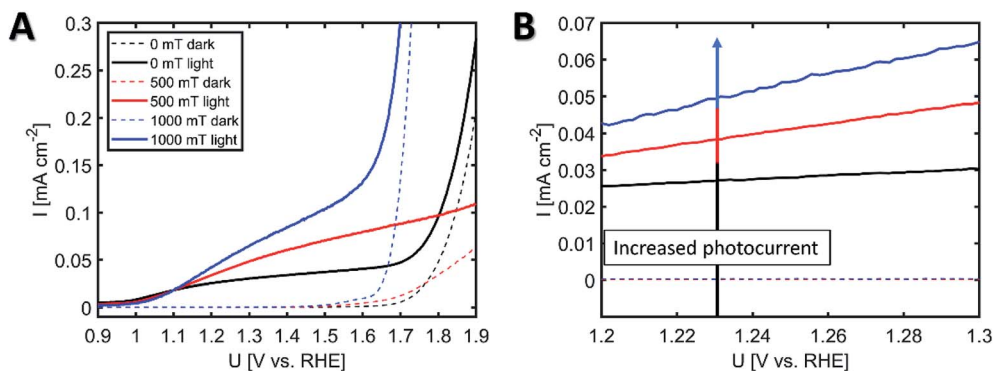 A
0.3
0.25
0.2
0.15
0.1
0.05
0
I [mA cm-2]
0 mT dark
0 mT light
500 mT dark
500 mT light
1000 mT dark
1000 mT light
0.9 1 1.1 1.2 1.3 1.4 1.5 1.6 1.7 1.8 1.9
U [V vs. RHE]
B
0.07
0.06
0.05
0.04
0.03
0.02
0.01
0
I [mA cm-2]
Increased photocurrent
1.2 1.22 1.24 1.26 1.28 1.3
U [V vs. RHE]